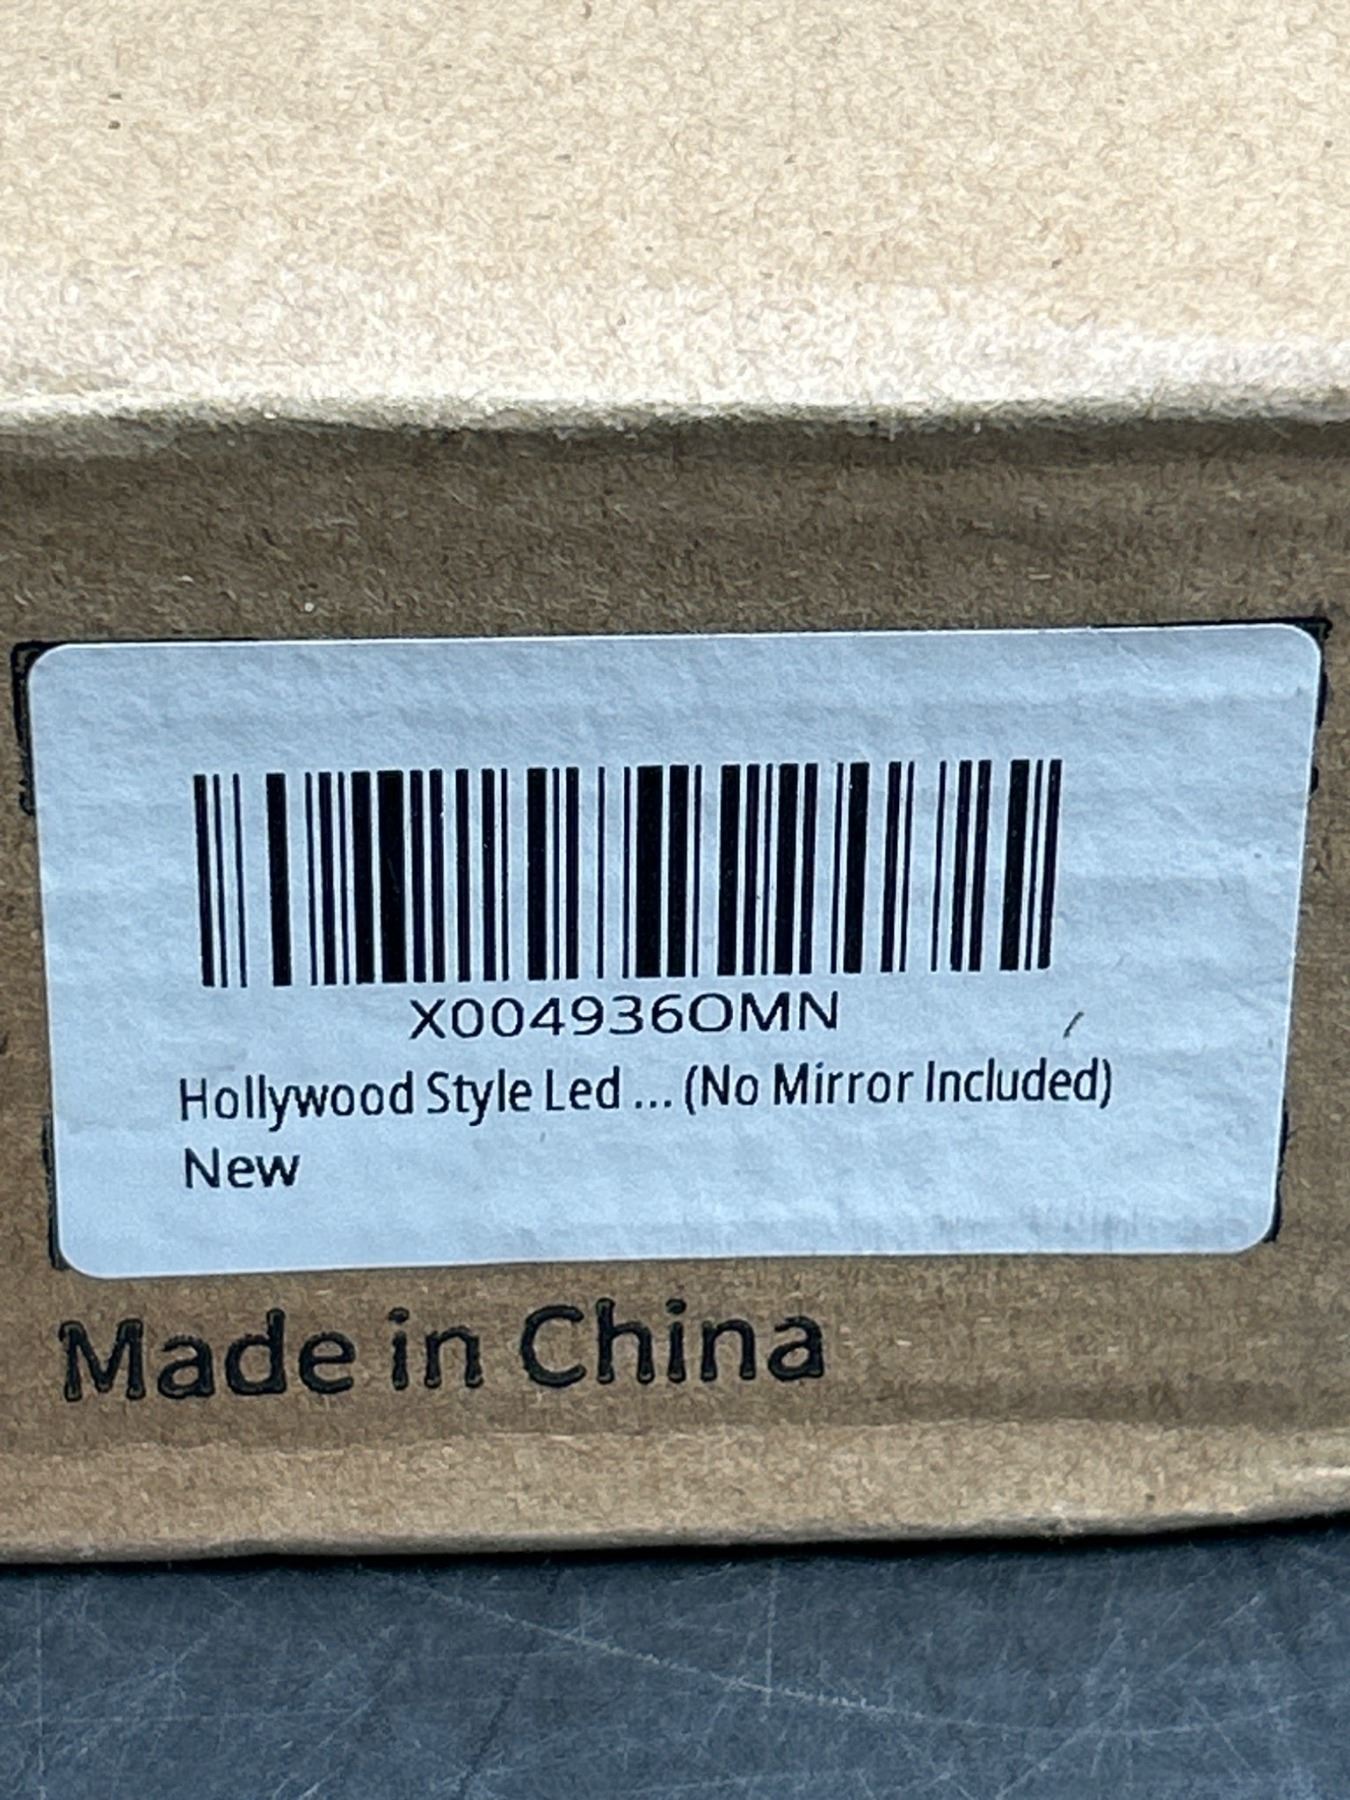 X004936OMN
Hollywood Style Led ... (No Mirror Included)
New
Made in China